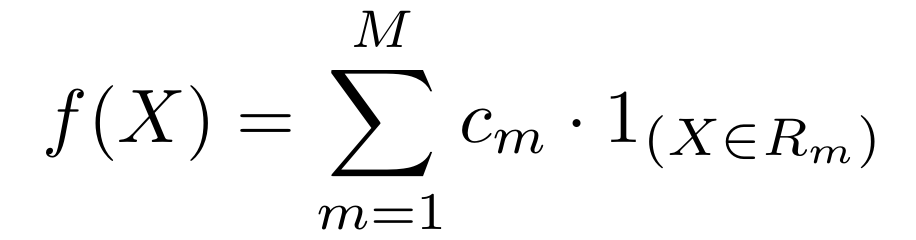 f(X) = \sum_{m=1}^{M} c_m \cdot 1_{(X \in R_m)}